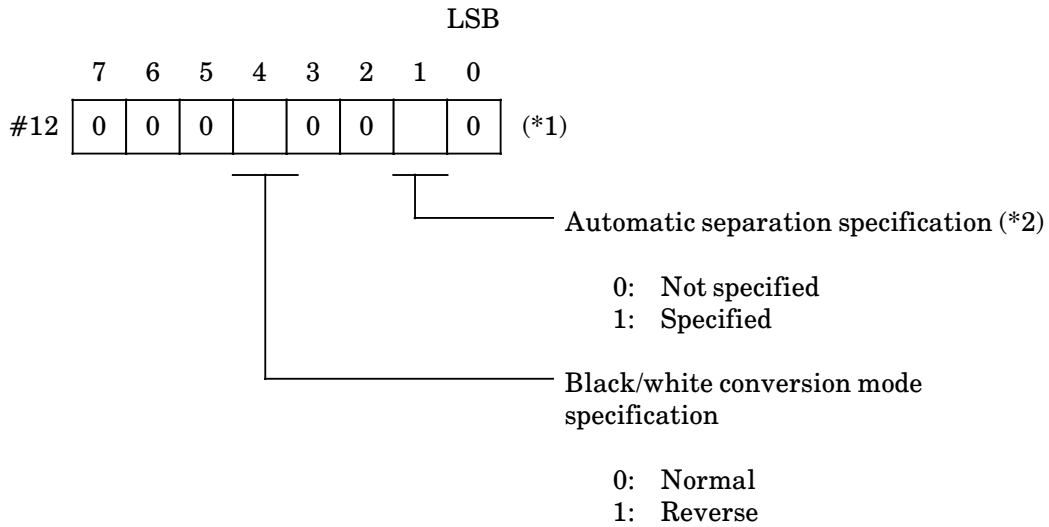 LSB
7 6 5 4 3 2 1 0
#12 0 0 0 0 0 0 (*1)
Automatic separation specification (*2)
0: Not specified
1: Specified
Black/white conversion mode
specification
0: Normal
1: Reverse